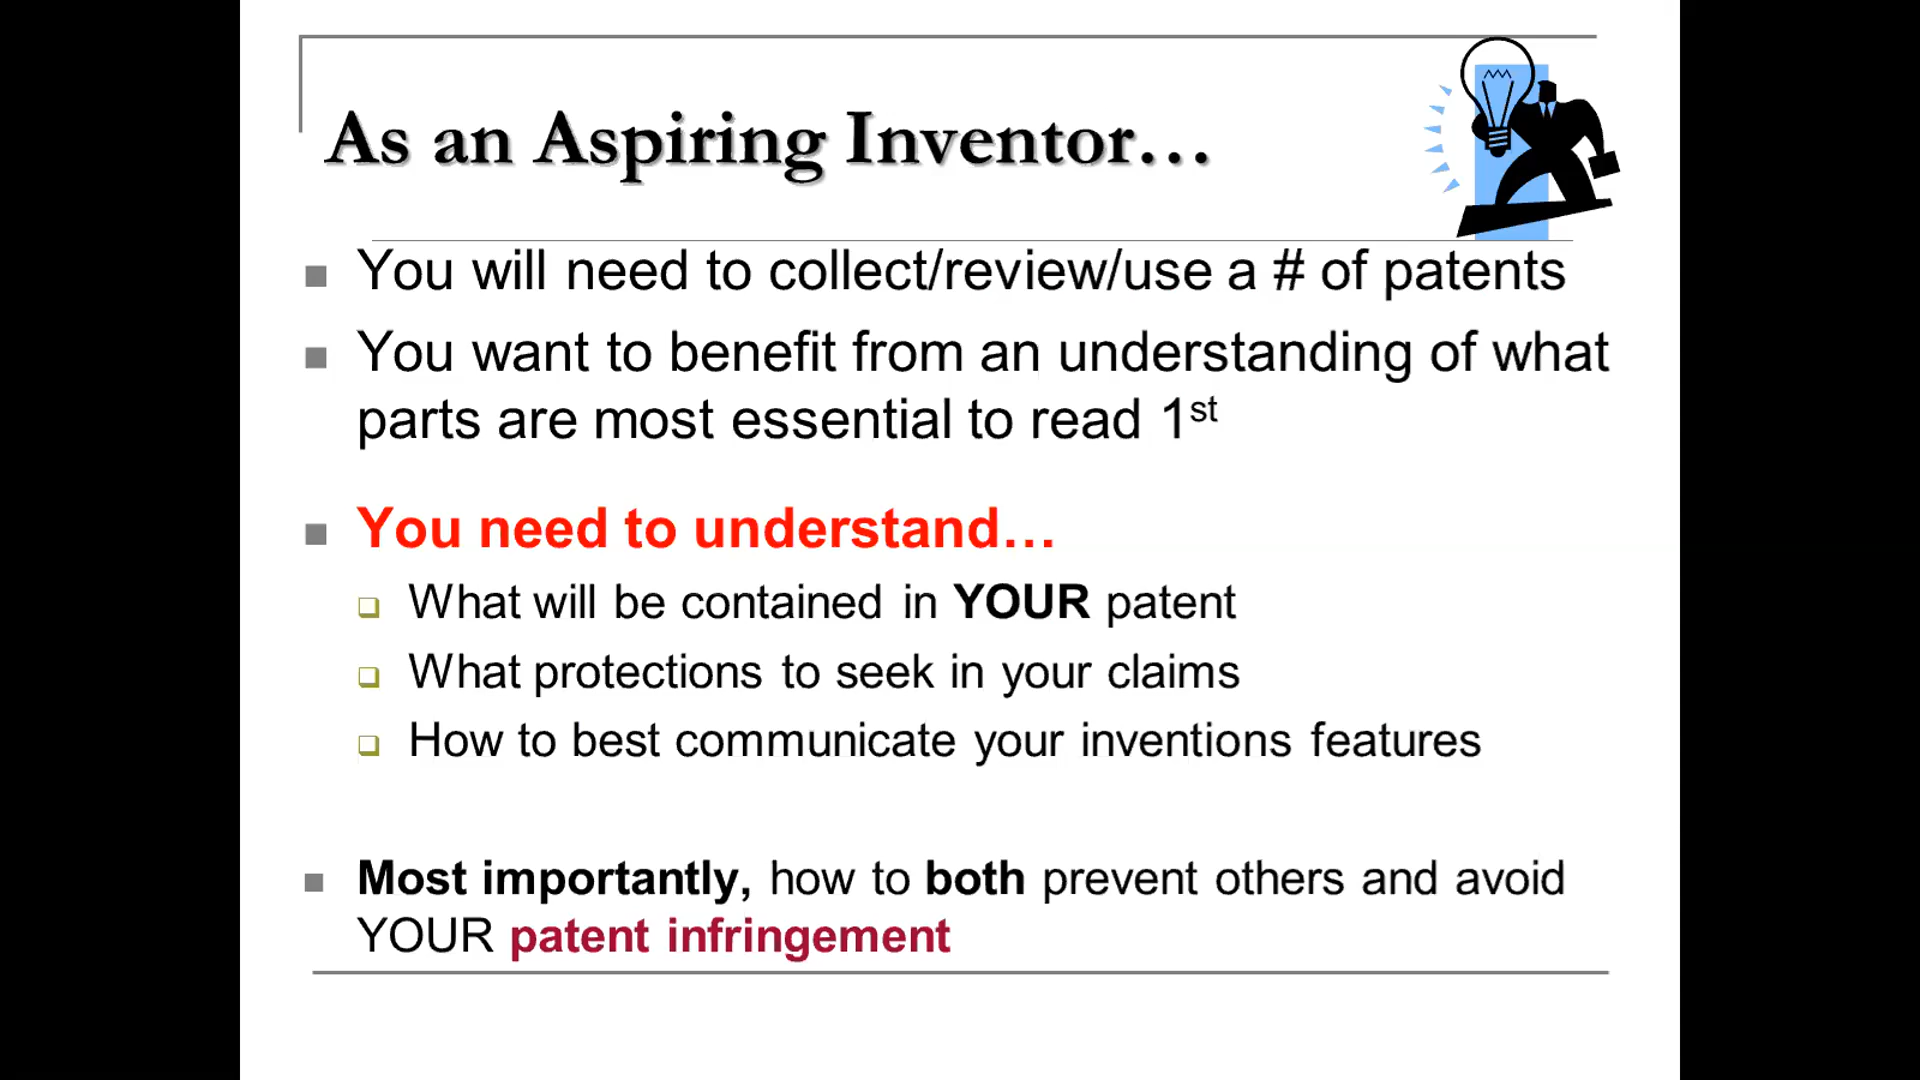 As an Aspiring Inventor…
You will need to collect/review/use a # of patents
You want to benefit from an understanding of what
parts are most essential to read 1st
You need to understand…
What will be contained in YOUR patent
What protections to seek in your claims
How to best communicate your inventions features
Most importantly, how to both prevent others and avoid
YOUR patent infringement